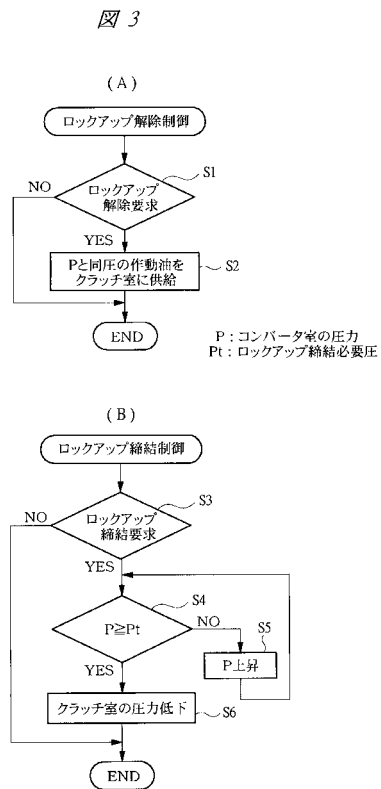 図 3
(A)
ロックアップ解除制御
S1
NO
ロックアップ
解除要求
YES
Pと同圧の作動油を
クラッチ室に供給
S2
END
P：コンバータ室の圧力
Pt：ロックアップ締結必要圧
(B)
ロックアップ締結制御
S3
NO
ロックアップ
締結要求
YES
S4
P≧Pt
NO
S5
P上昇
YES
クラッチ室の圧力低下
S6
END